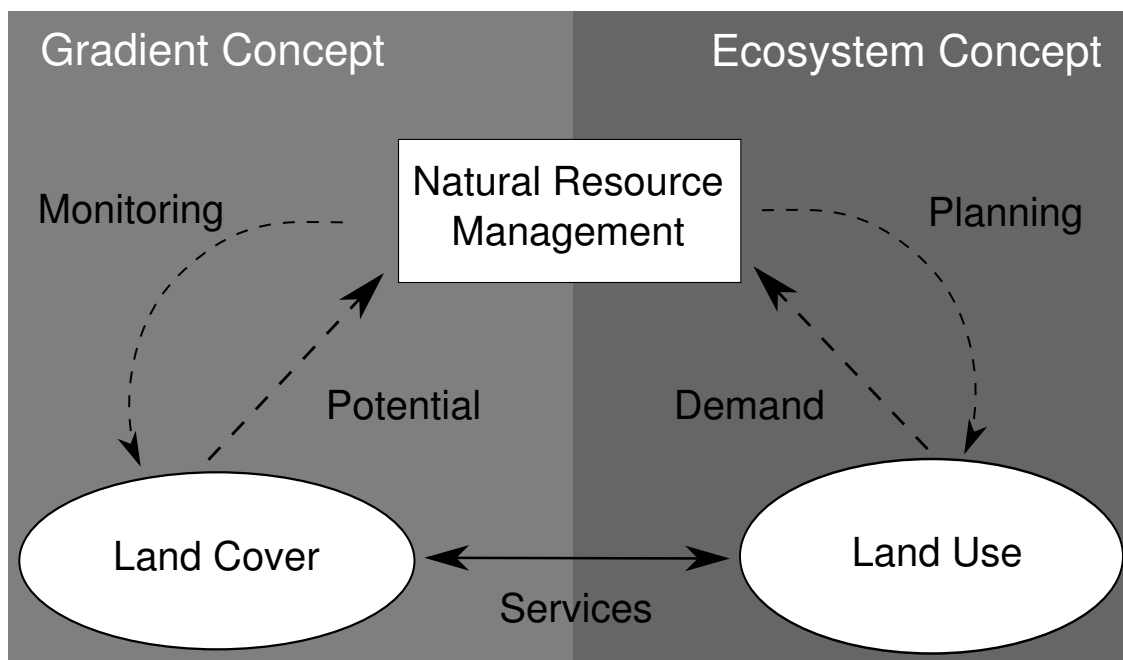 Gradient Concept
Ecosystem Concept
Natural Resource
Management
Monitoring
Planning
Potential
Demand
Land Cover
Land Use
Services